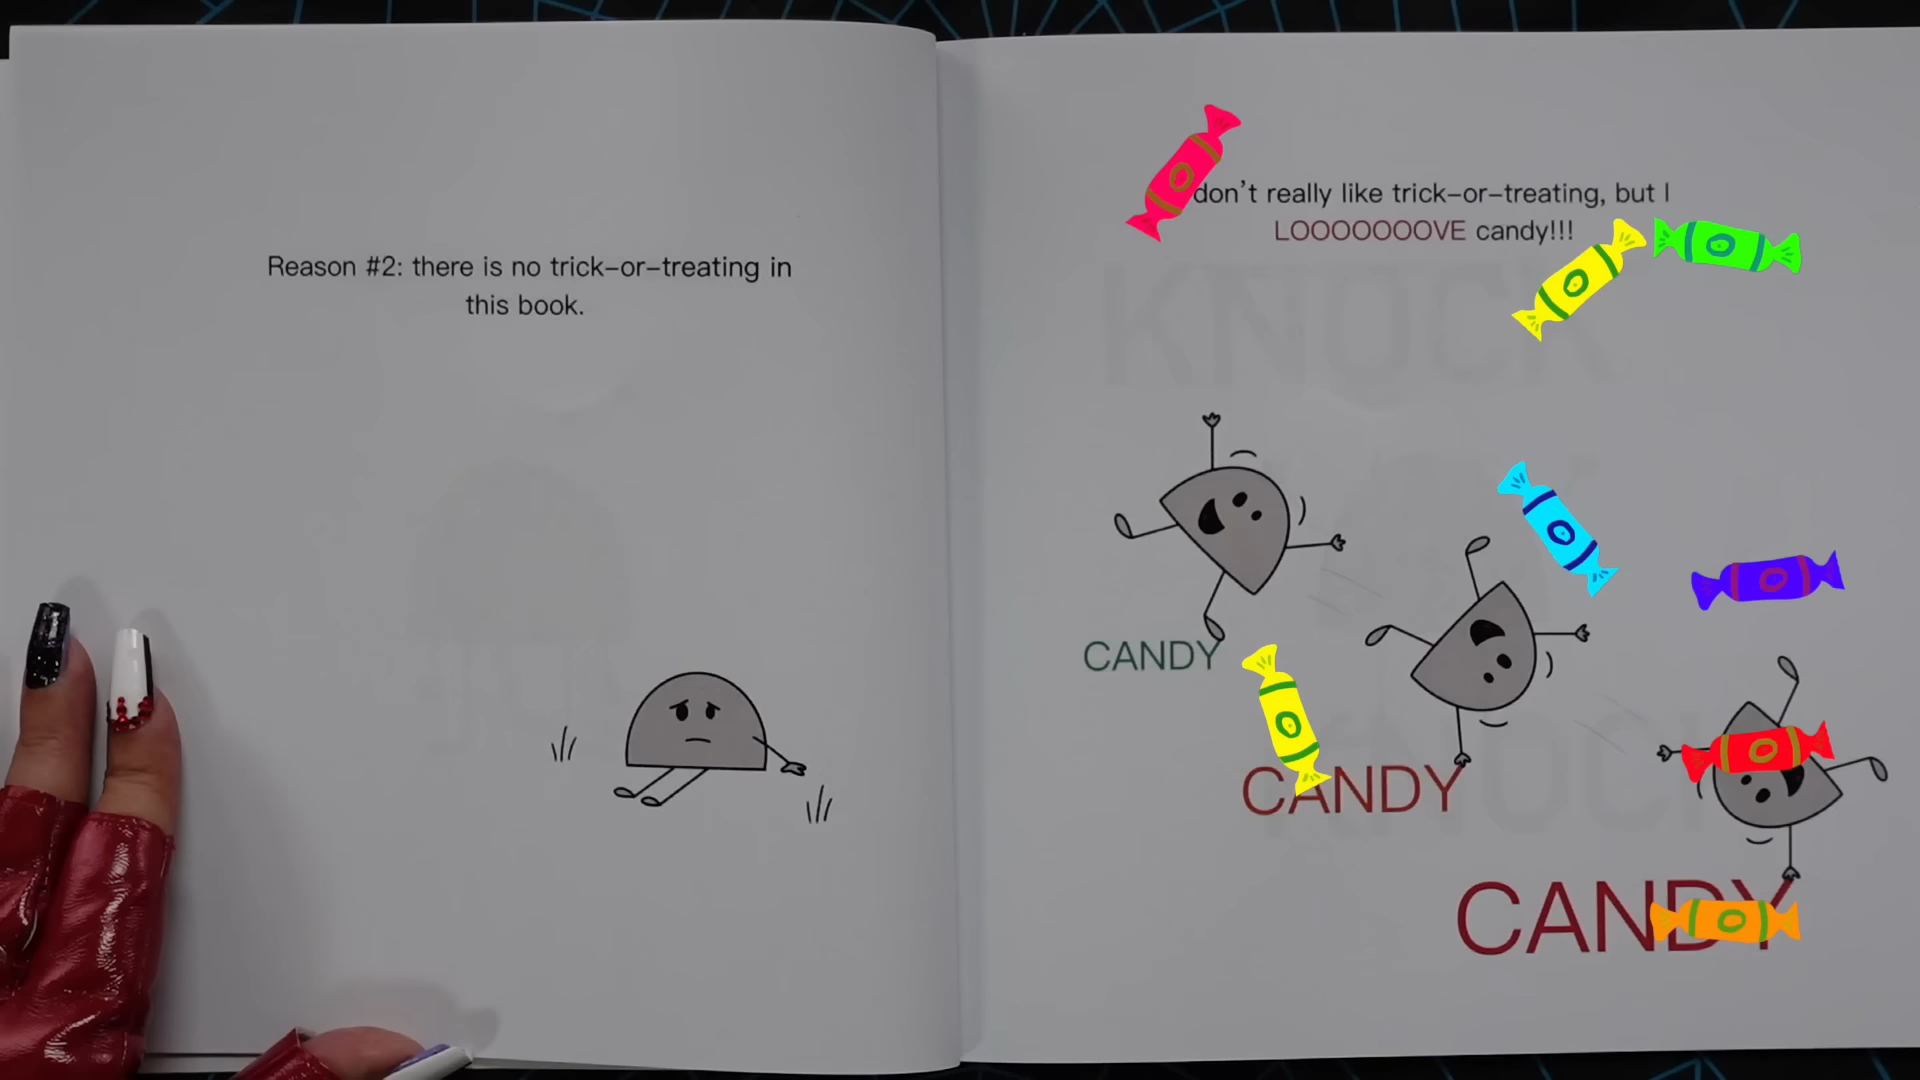 Reason #2: there is no trick-or-treating in
this book.
don't really like trick-or-treating, but I
LOOOOOOOVE candy!!!
CANDY
CANDY
CANDY